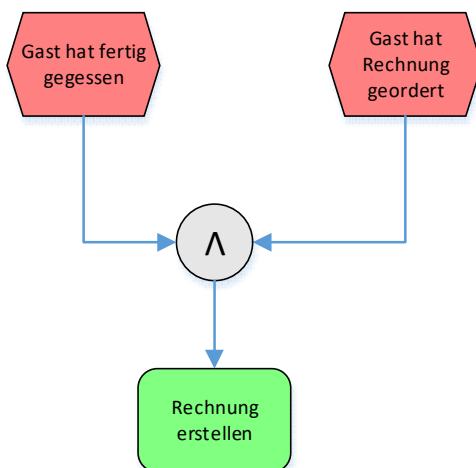 Gast hat fertig
gegessen
Gast hat
Rechnung
geordert
Λ
Rechnung
erstellen